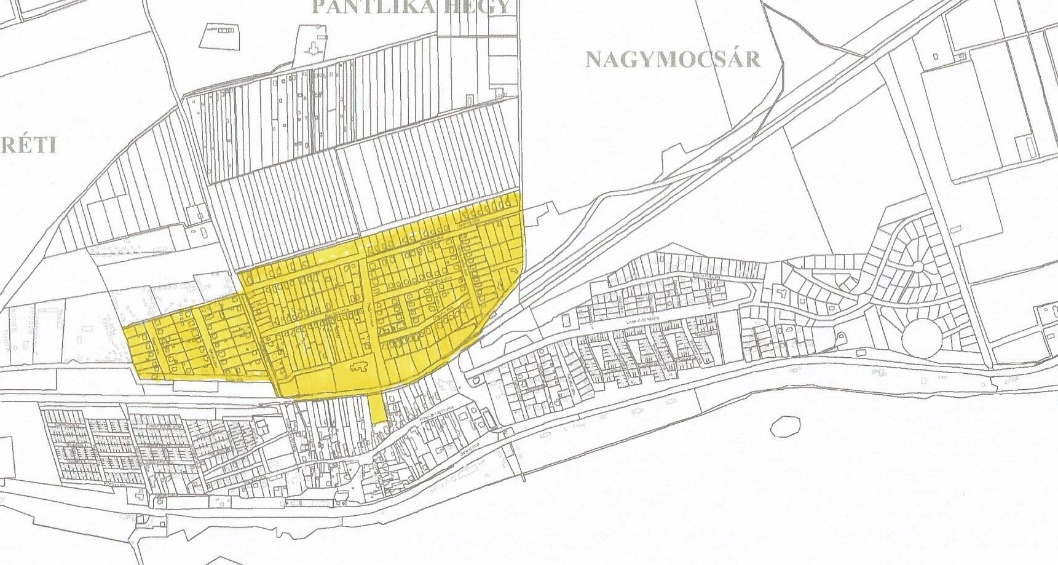 PANTLIKA HEGY
NAGYMOCSÁR
RÉTI